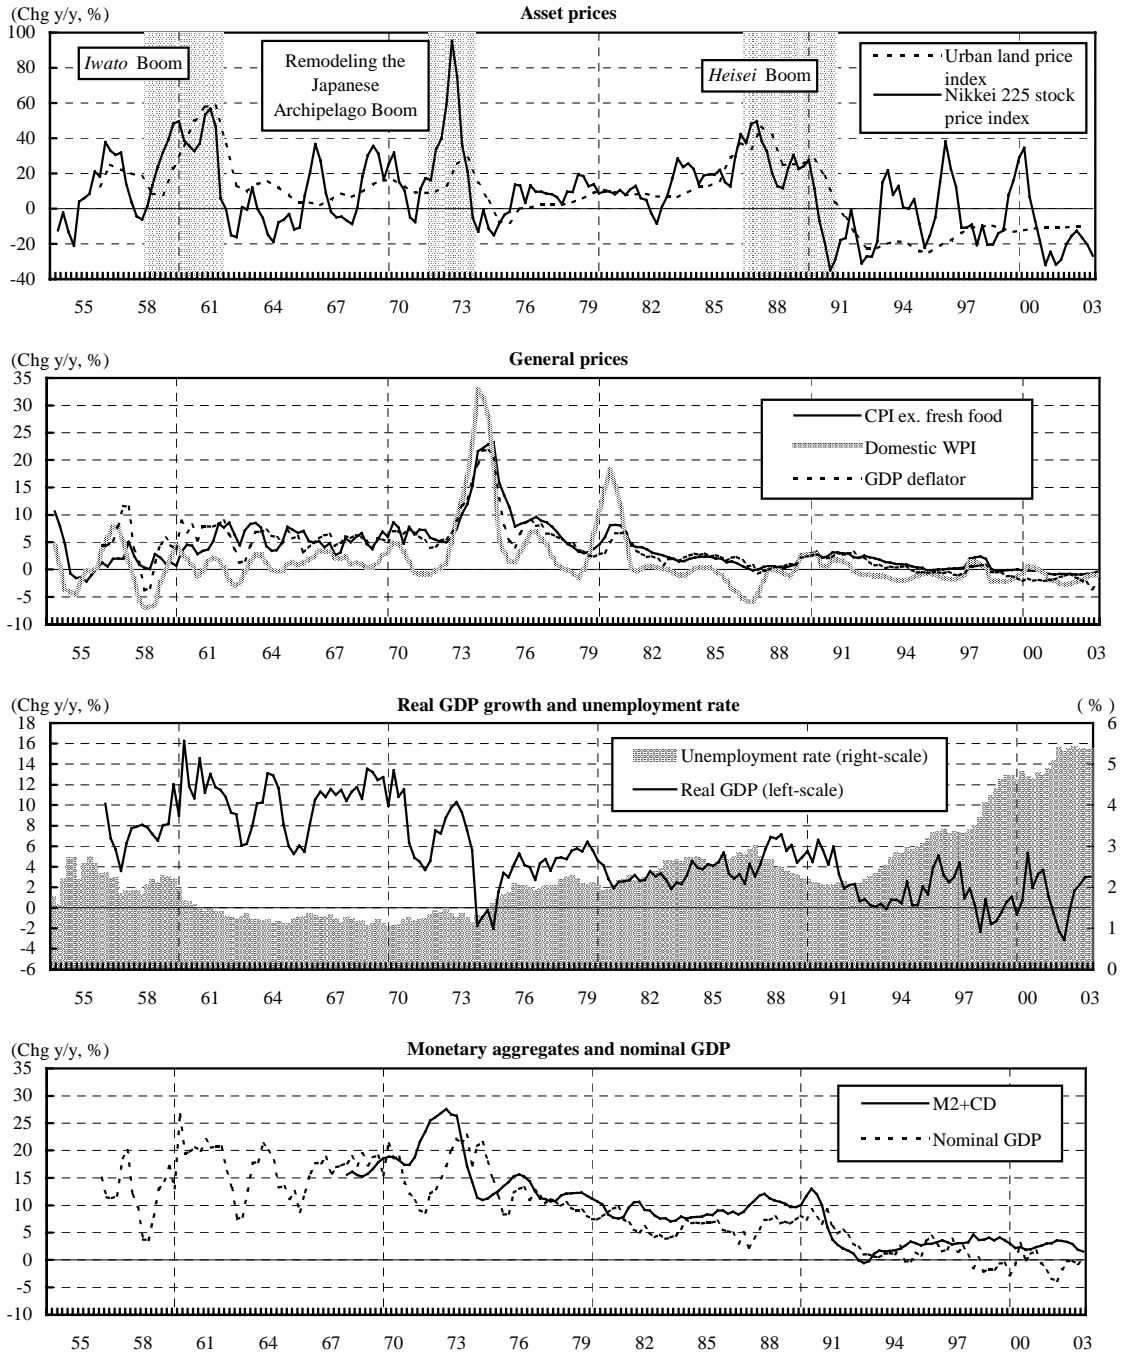 (Chg y/y, %)
Asset prices
100
80
60
40
20
0
-20
-40
Iwato Boom
Remodeling the
Japanese
Archipelago Boom
Heisei Boom
Urban land price
index
Nikkei 225 stock
price index
55 58 61 64 67 70 73 76 79 82 85 88 91 94 97 00 03
(Chg y/y, %)
General prices
35
30
25
20
15
10
5
0
-5
-10
CPI ex. fresh food
Domestic WPI
GDP deflator
55 58 61 64 67 70 73 76 79 82 85 88 91 94 97 00 03
(Chg y/y, %)
Real GDP growth and unemployment rate
( % )
18
16
14
12
10
8
6
4
2
0
-2
-4
-6
Unemployment rate (right-scale)
Real GDP (left-scale)
6
5
4
3
2
1
0
55 58 61 64 67 70 73 76 79 82 85 88 91 94 97 00 03
(Chg y/y, %)
Monetary aggregates and nominal GDP
35
30
25
20
15
10
5
0
-5
-10
M2+CD
Nominal GDP
55 58 61 64 67 70 73 76 79 82 85 88 91 94 97 00 03